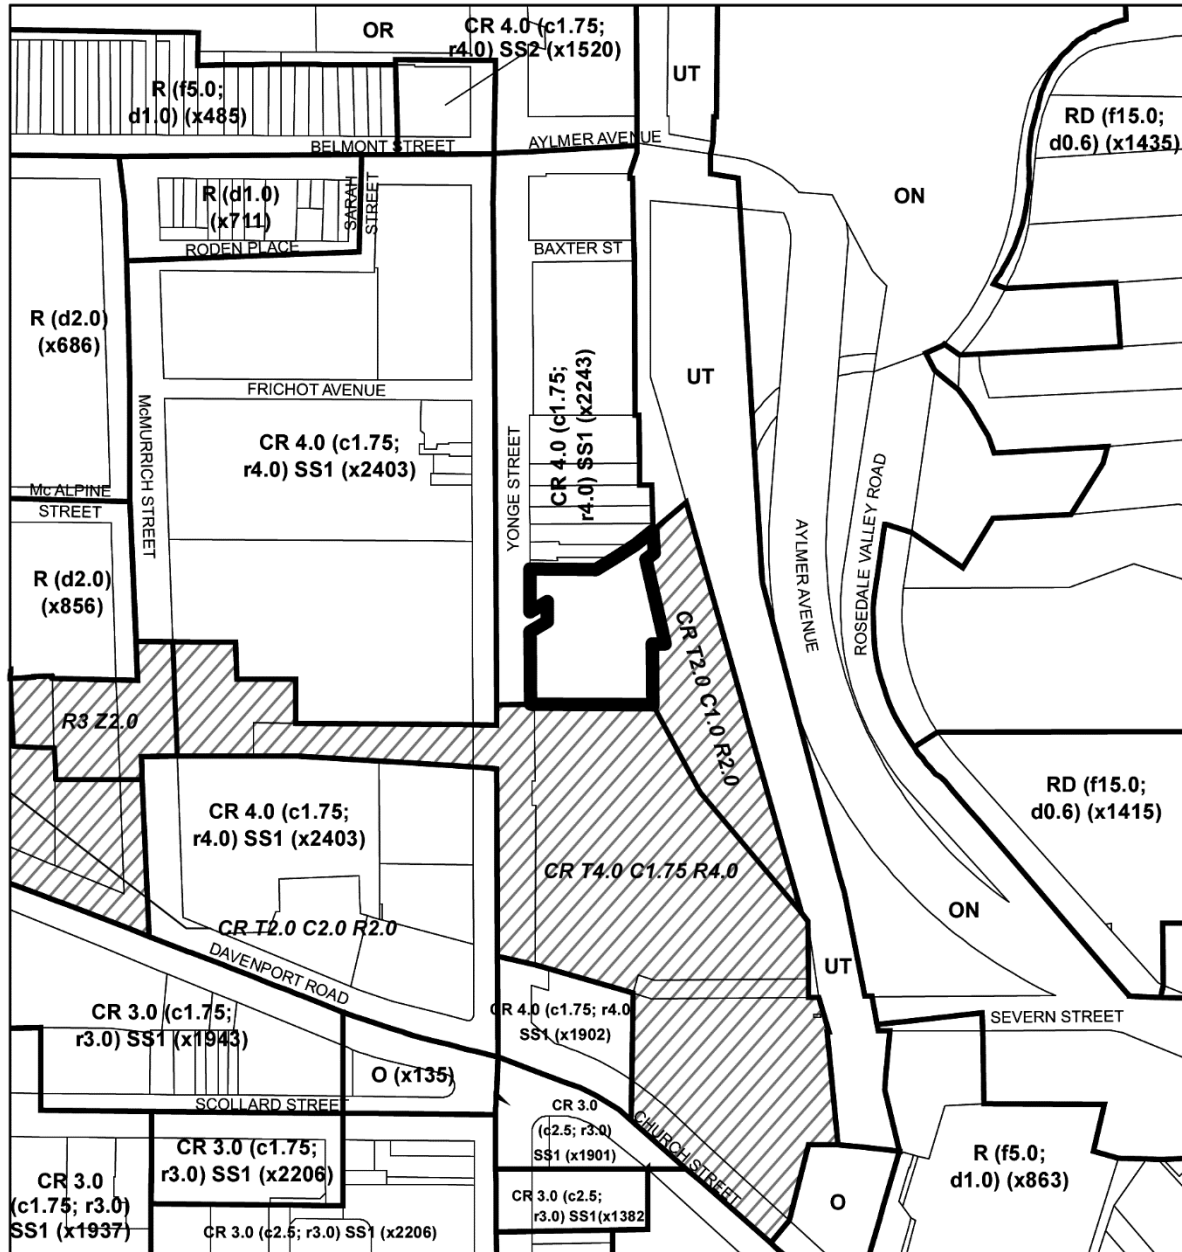 OR
CR 4.0 (c1.75;
r4.0) SS2 (x1520)
UT
R (f5.0;
d1.0) (x485)
RD (f15.0;
d0.6) (x1435)
BELMONT STREET
AYLMER AVENUE
R (d1.0)
(x711)
SARAH
STREET
ON
RODEN PLACE
BAXTER ST
R (d2.0)
(x686)
UT
FRICHOT AVENUE
CR 4.0 (c1.75;
r4.0) SS1 (x2243)
McMURRICH STREET
CR 4.0 (c1.75;
r4.0) SS1 (x2403)
YONGE STREET
Mc ALPINE
STREET
AYLMER AVENUE
ROSEDALE VALLEY ROAD
R (d2.0)
(x856)
CR T2.0 C1.0 R2.0
R3 Z2.0
RD (f15.0;
d0.6) (x1415)
CR 4.0 (c1.75;
r4.0) SS1 (x2403)
CR T4.0 C1.75 R4.0
ON
CR T2.0 C2.0 R2.0
DAVENPORT ROAD
UT
CR 3.0 (c1.75;
r3.0) SS1 (x1943)
CR 4.0 (c1.75; r4.0)
SS1 (x1902)
SEVERN STREET
O (x135)
SCOLLARD STREET
CR 3.0
(c2.5; r3.0)
SS1 (x1901)
CHURCH STREET
CR 3.0 (c1.75;
r3.0) SS1 (x2206)
R (f5.0;
d1.0) (x863)
CR 3.0
(c1.75; r3.0)
SS1 (x1937)
CR 3.0 (c2.5;
r3.0) SS1(x1382
O
CR 3.0 (c2.5; r3.0) SS1 (x2206)